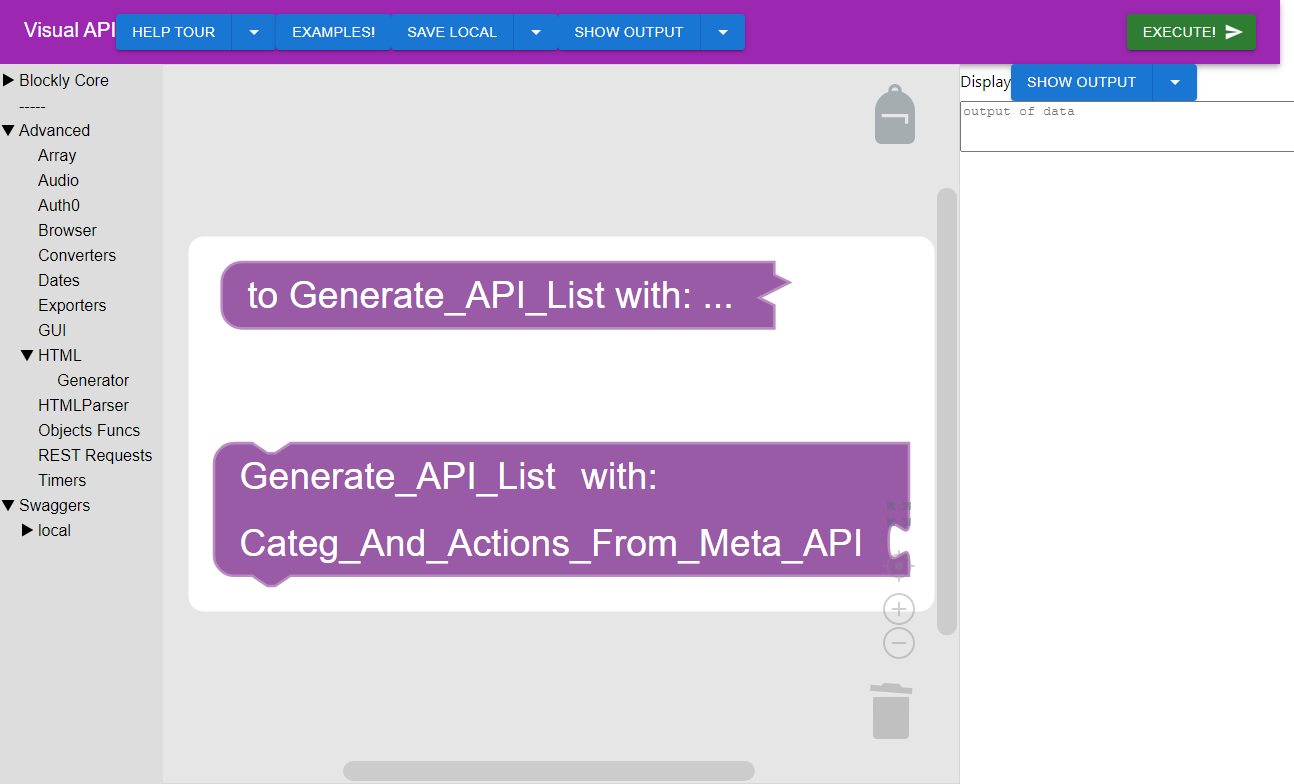 Visual API
HELP TOUR
EXAMPLES!
SAVE LOCAL
SHOW OUTPUT
EXECUTE!
Blockly Core
-----
Advanced
Array
Audio
Auth0
Browser
Converters
Dates
Exporters
GUI
HTML
Generator
HTMLParser
Objects Funcs
REST Requests
Timers
Swaggers
local
to Generate_API_List with: ...
Generate_API_List with:
Categ_And_Actions_From_Meta_API
Display
SHOW OUTPUT
output of data